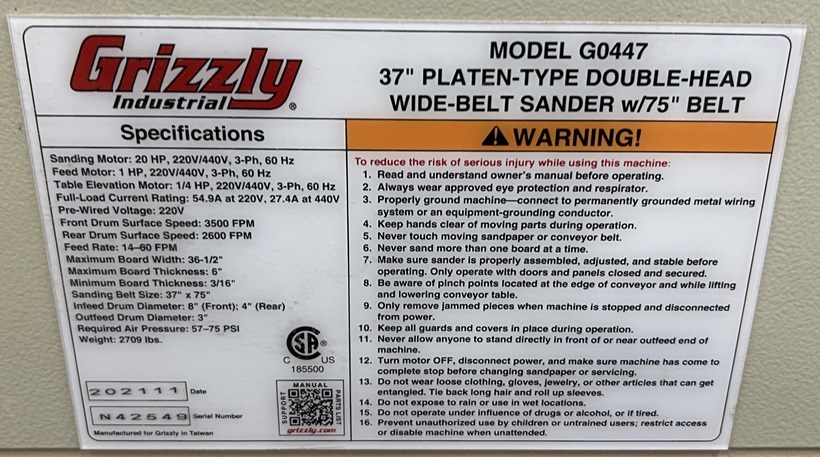 Grizzly
Industrial®
MODEL G0447
37" PLATEN-TYPE DOUBLE-HEAD
WIDE-BELT SANDER w/75" BELT
Specifications
Sanding Motor: 20 HP, 220V/440V, 3-Ph, 60 Hz
Feed Motor: 1 HP, 220V/440V, 3-Ph, 60 Hz
Table Elevation Motor: 1/4 HP, 220V/440V, 3-Ph, 60 Hz
Full-Load Current Rating: 54.9A at 220V, 27.4A at 440V
Pre-Wired Voltage: 220V
Front Drum Surface Speed: 3500 FPM
Rear Drum Surface Speed: 2600 FPM
Feed Rate: 14–60 FPM
Maximum Board Width: 36-1/2"
Maximum Board Thickness: 6"
Minimum Board Thickness: 3/16"
Sanding Belt Size: 37" x 75"
Infeed Drum Diameter: 8" (Front); 4" (Rear)
Outfeed Drum Diameter: 3"
Required Air Pressure: 57–75 PSI
Weight: 2709 lbs.
CSA®
C US
185500
202111 Date
N42549 Serial Number
Manufactured for Grizzly in Taiwan
MANUAL
SUPPORT
PARTS LIST
grizzly.com
WARNING!
To reduce the risk of serious injury while using this machine:
1. Read and understand owner's manual before operating.
2. Always wear approved eye protection and respirator.
3. Properly ground machine—connect to permanently grounded metal wiring
system or an equipment-grounding conductor.
4. Keep hands clear of moving parts during operation.
5. Never touch moving sandpaper or conveyor belt.
6. Never sand more than one board at a time.
7. Make sure sander is properly assembled, adjusted, and stable before
operating. Only operate with doors and panels closed and secured.
8. Be aware of pinch points located at the edge of conveyor and while lifting
and lowering conveyor table.
9. Only remove jammed pieces when machine is stopped and disconnected
from power.
10. Keep all guards and covers in place during operation.
11. Never allow anyone to stand directly in front of or near outfeed end of
machine.
12. Turn motor OFF, disconnect power, and make sure machine has come to
complete stop before changing sandpaper or servicing.
13. Do not wear loose clothing, gloves, jewelry, or other articles that can get
entangled. Tie back long hair and roll up sleeves.
14. Do not expose to rain or use in wet locations.
15. Do not operate under influence of drugs or alcohol, or if tired.
16. Prevent unauthorized use by children or untrained users; restrict access
or disable machine when unattended.